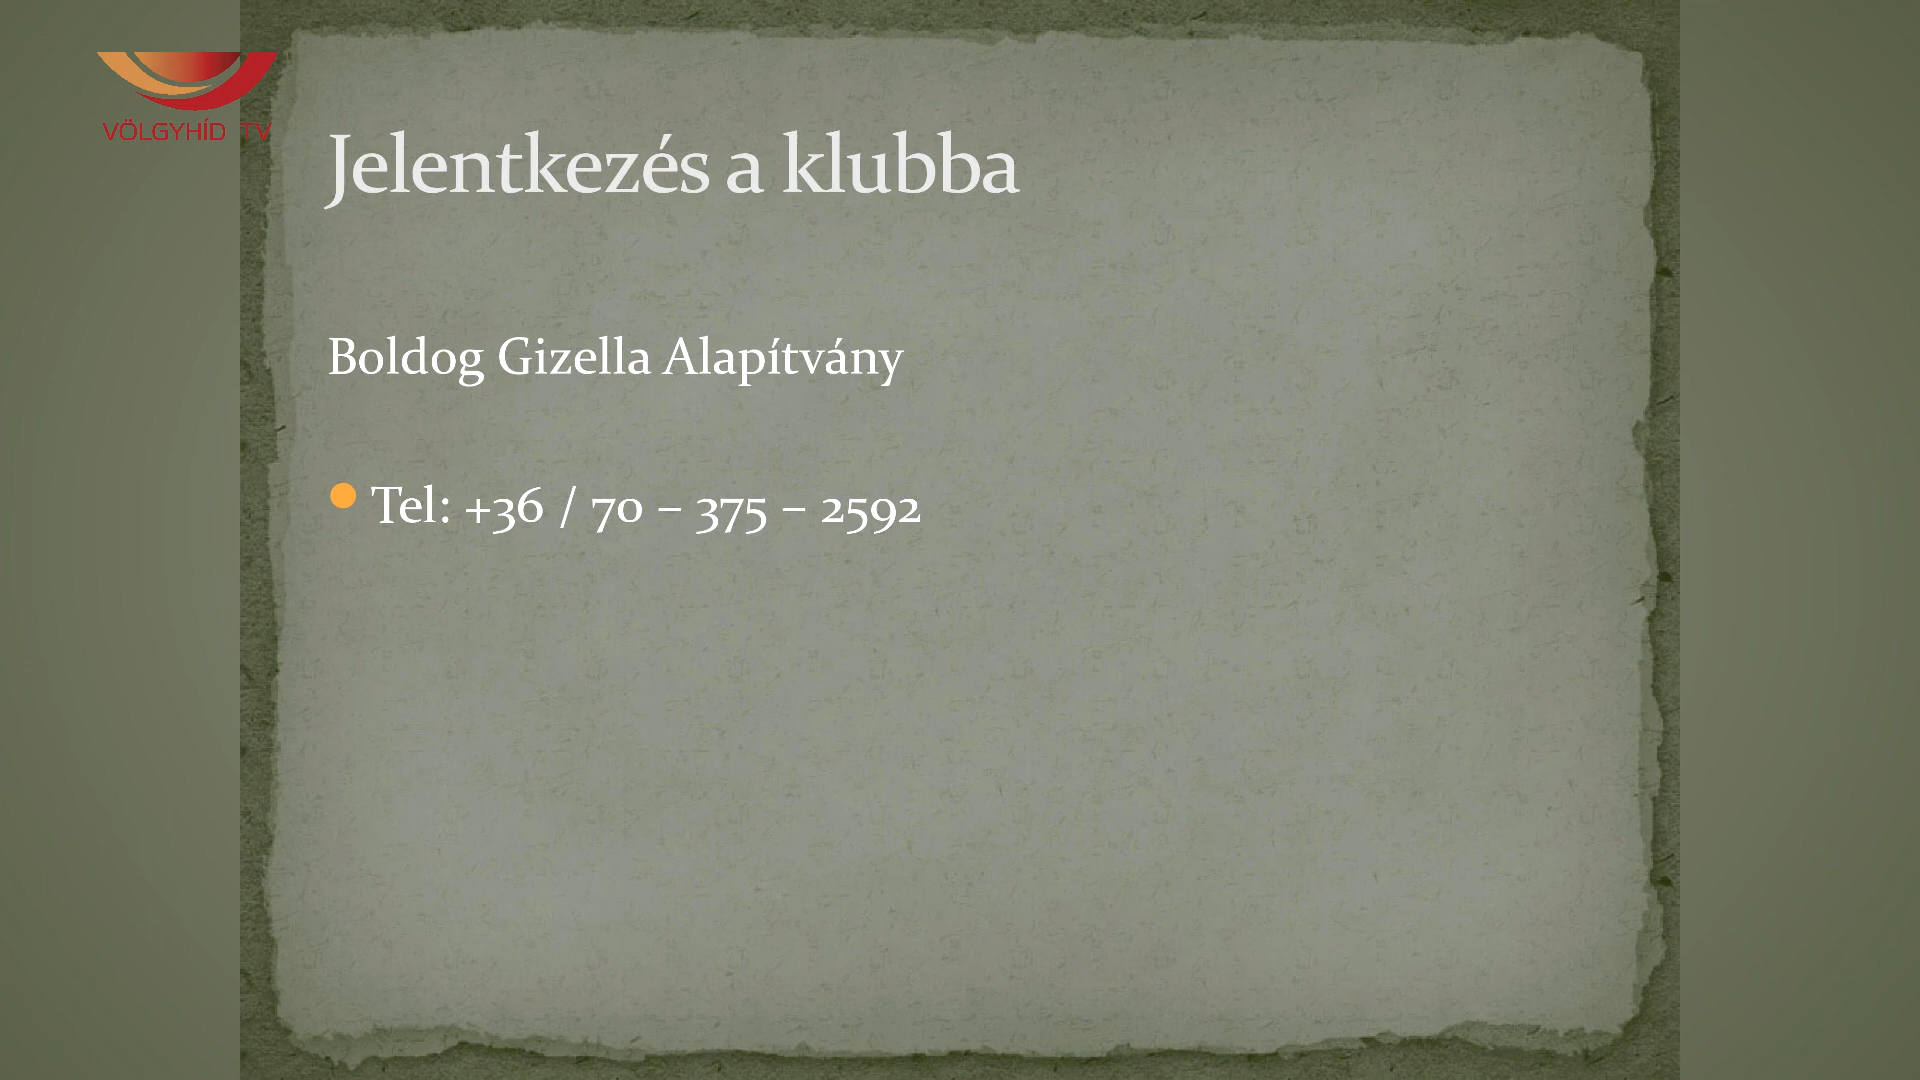 VÖLGYHÍD TV
Jelentkezés a klubba
Boldog Gizella Alapítvány
Tel: +36 / 70 – 375 – 2592